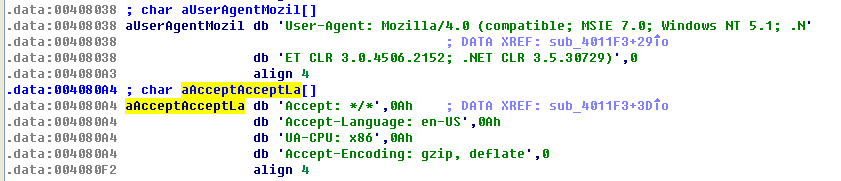 .data:00408038 ; char aUserAgentMozil[]
.data:00408038 aUserAgentMozil db 'User-Agent: Mozilla/4.0 (compatible; MSIE 7.0; Windows NT 5.1; .N'
.data:00408038 ; DATA XREF: sub_4011F3+29↑o
.data:00408038 db 'ET CLR 3.0.4506.2152; .NET CLR 3.5.30729)',0
.data:004080A3 align 4
.data:004080A4 ; char aAcceptAcceptLa[]
.data:004080A4 aAcceptAcceptLa db 'Accept: */*',0Ah ; DATA XREF: sub_4011F3+3D↑o
.data:004080A4 db 'Accept-Language: en-US',0Ah
.data:004080A4 db 'UA-CPU: x86',0Ah
.data:004080A4 db 'Accept-Encoding: gzip, deflate',0
.data:004080F2 align 4